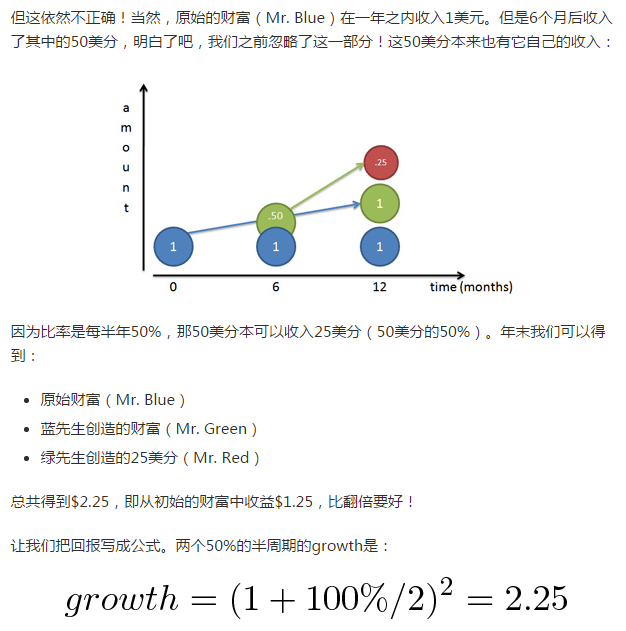 但这依然不正确！当然，原始的财富（Mr. Blue）在一年之内收入1美元。但是6个月后收入
了其中的50美分，明白了吧，我们之前忽略了这一部分！这50美分本来也有它自己的收入：
amount
.25
.50
1
1
1
1
0
6
12
time (months)
因为比率是每半年50%，那50美分本可以收入25美分（50美分的50%）。年末我们可以得
到：
原始财富（Mr. Blue）
蓝先生创造的财富（Mr. Green）
绿先生创造的25美分（Mr. Red）
总共得到$2.25，即从初始的财富中收益$1.25，比翻倍要好！
让我们把回报写成公式。两个50%的半周期的growth是：
growth = (1 + 100%/2)² = 2.25